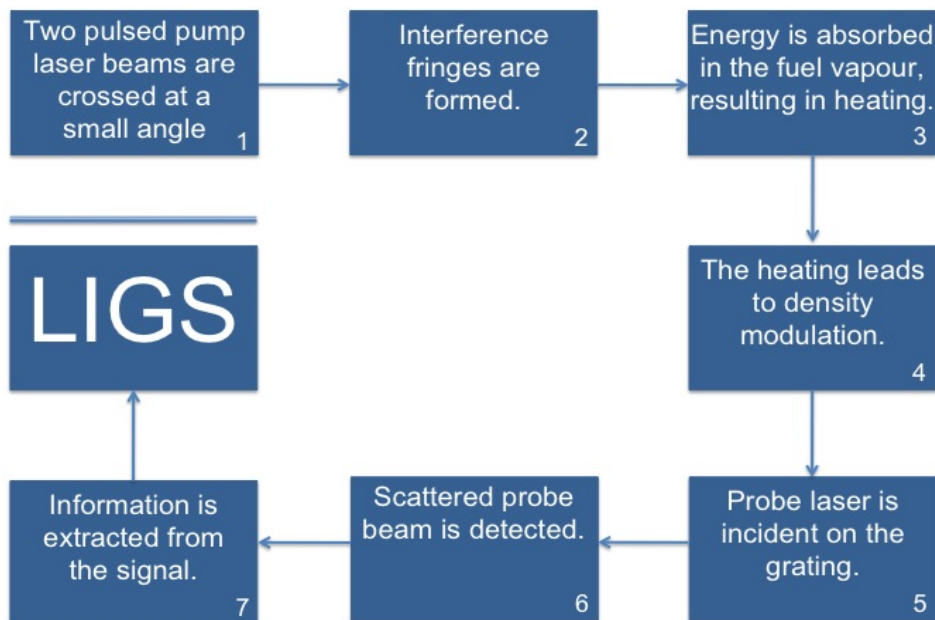 Two pulsed pump
laser beams are
crossed at a
small angle
1
Interference
fringes are
formed.
2
Energy is absorbed
in the fuel vapour,
resulting in heating.
3
The heating leads
to density
modulation.
4
Probe laser is
incident on the
grating.
5
Scattered probe
beam is detected.
6
Information is
extracted from
the signal.
7
LIGS